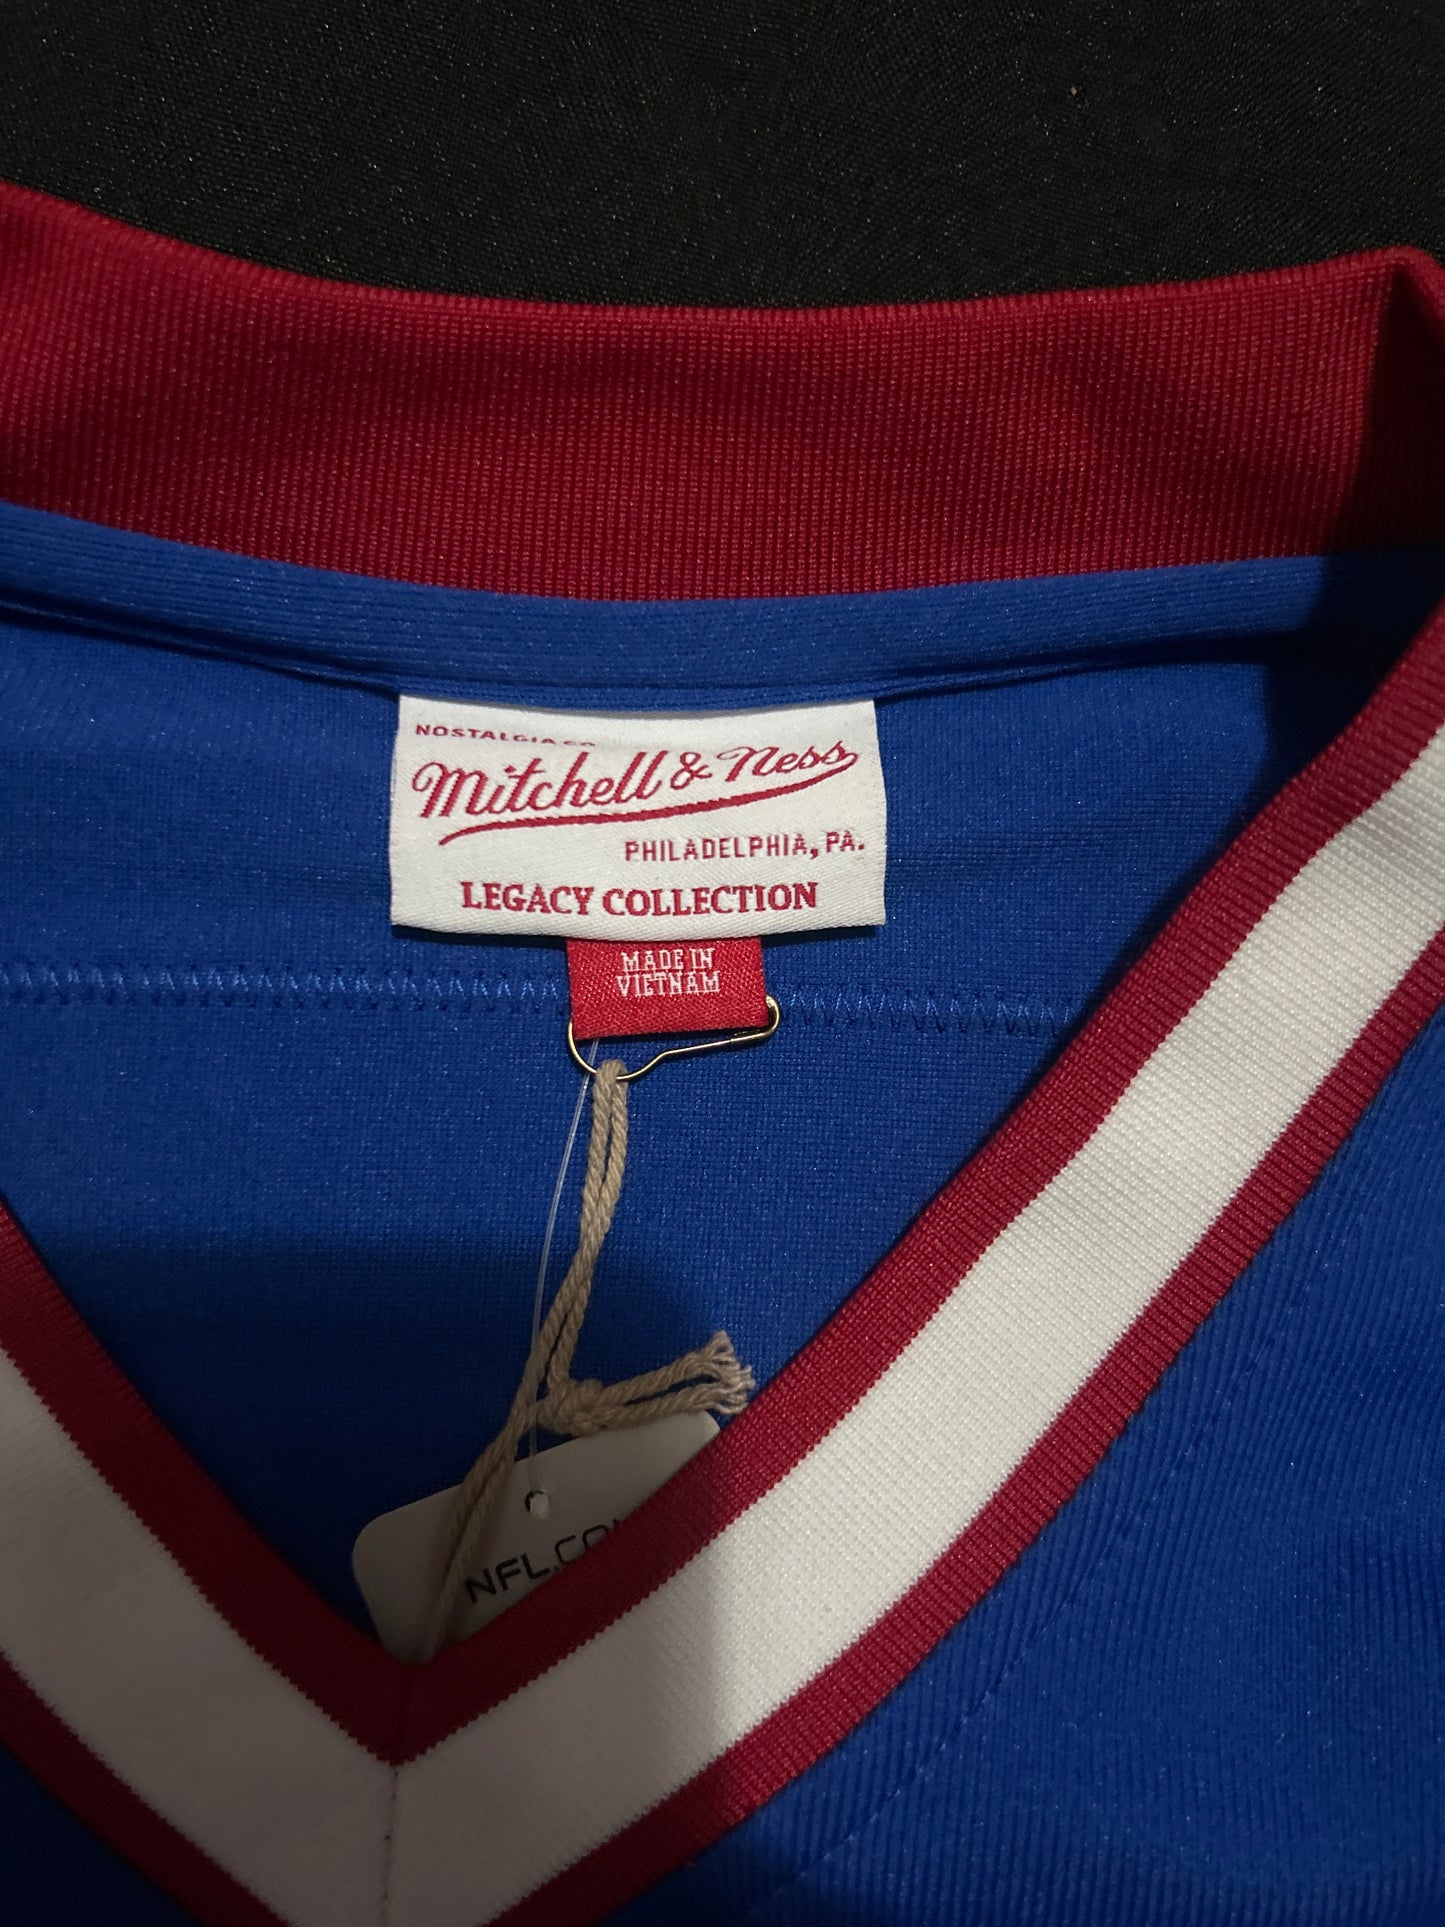 NOSTALGIA CO.
Mitchell & Ness
PHILADELPHIA, PA.
LEGACY COLLECTION
MADE IN
VIETNAM
NFL.CO